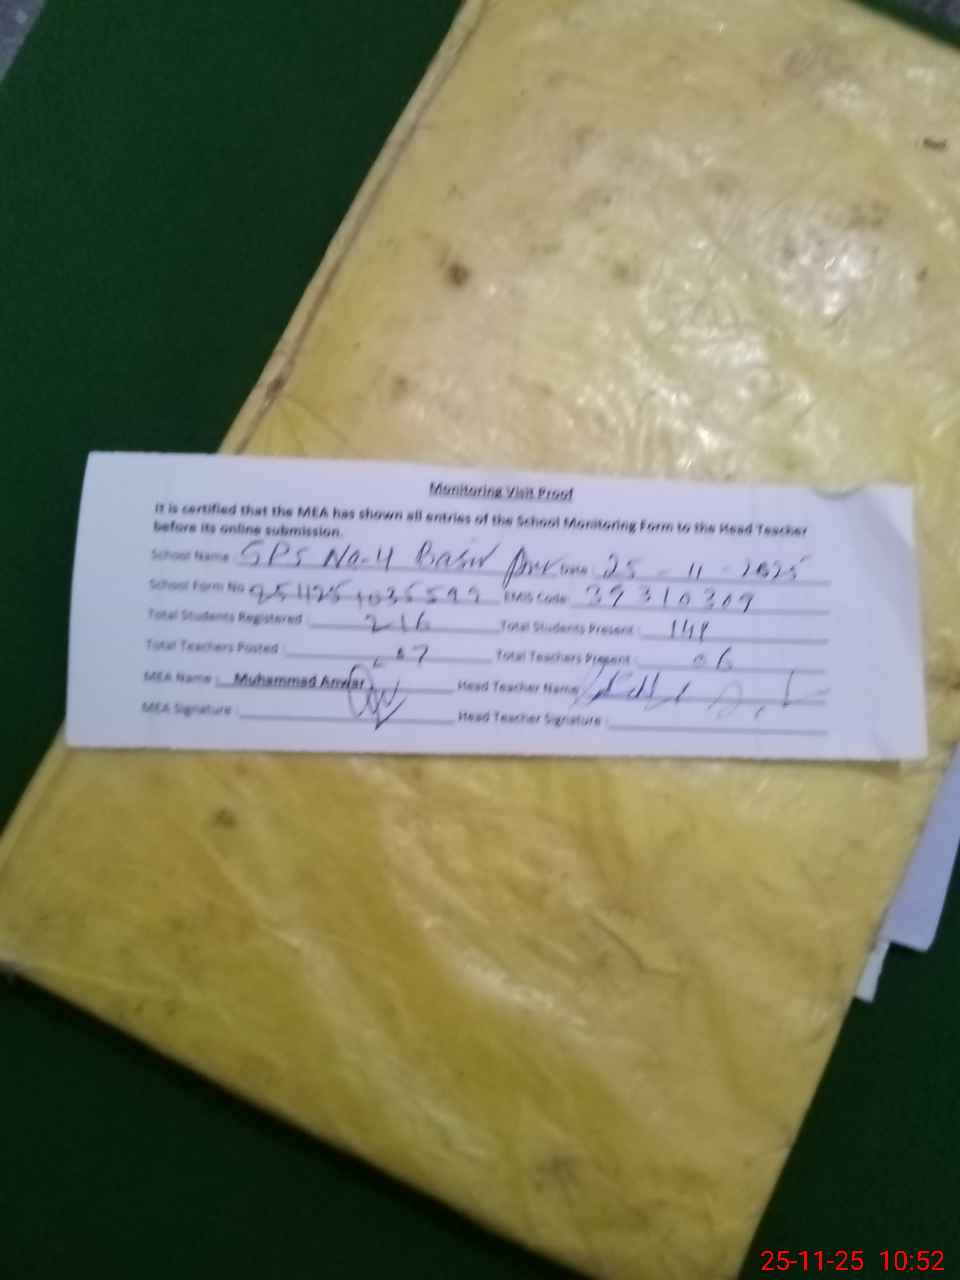 Monitoring Visit Proof
It is certified that the MEA has shown all entries of the School Monitoring Form to the Head Teacher
before its online submission.
School Name : GPS No-4 Date : 25 - 11 - 2025
School Form No EMIS Code: 39310309
Total Students Registered : 216 Total Students Present :
Total Teachers Posted : 07 Total Teachers Present : 06
MEA Name : Muhammad Anwar Head Teacher Name
MEA Signature : Head Teacher Signature :
25-11-25 10:52